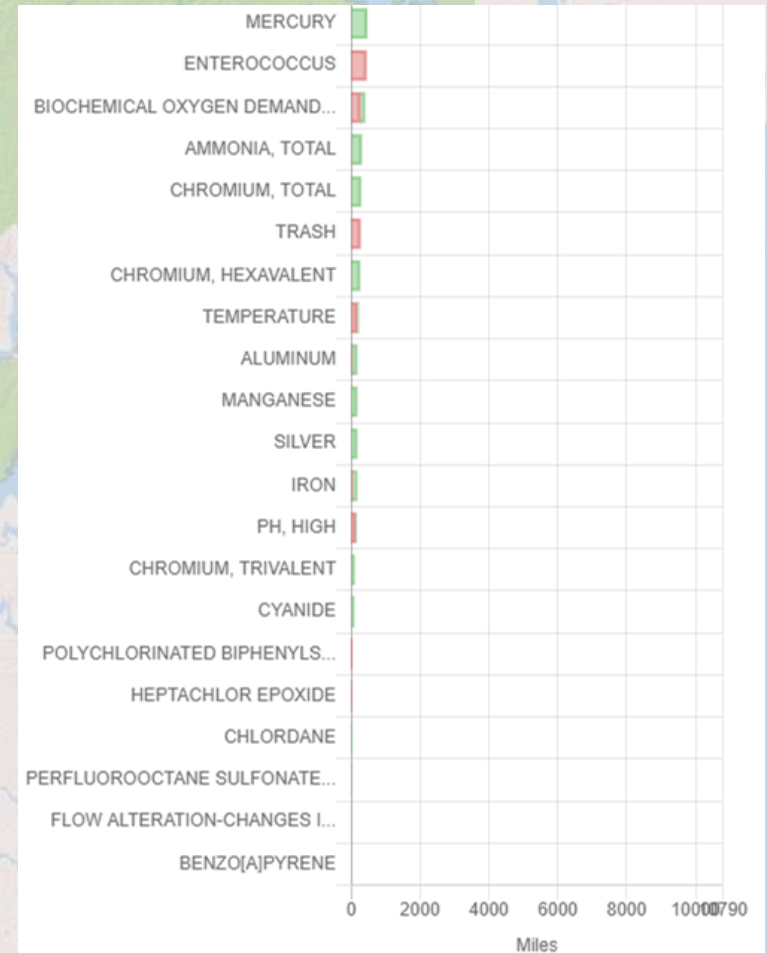 MERCURY
ENTEROCOCCUS
BIOCHEMICAL OXYGEN DEMAND...
AMMONIA, TOTAL
CHROMIUM, TOTAL
TRASH
CHROMIUM, HEXAVALENT
TEMPERATURE
ALUMINUM
MANGANESE
SILVER
IRON
PH, HIGH
CHROMIUM, TRIVALENT
CYANIDE
POLYCHLORINATED BIPHENYLS...
HEPTACHLOR EPOXIDE
CHLORDANE
PERFLUOROOCTANE SULFONATE...
FLOW ALTERATION-CHANGES I...
BENZO[A]PYRENE
0 2000 4000 6000 8000 10000 10790
Miles